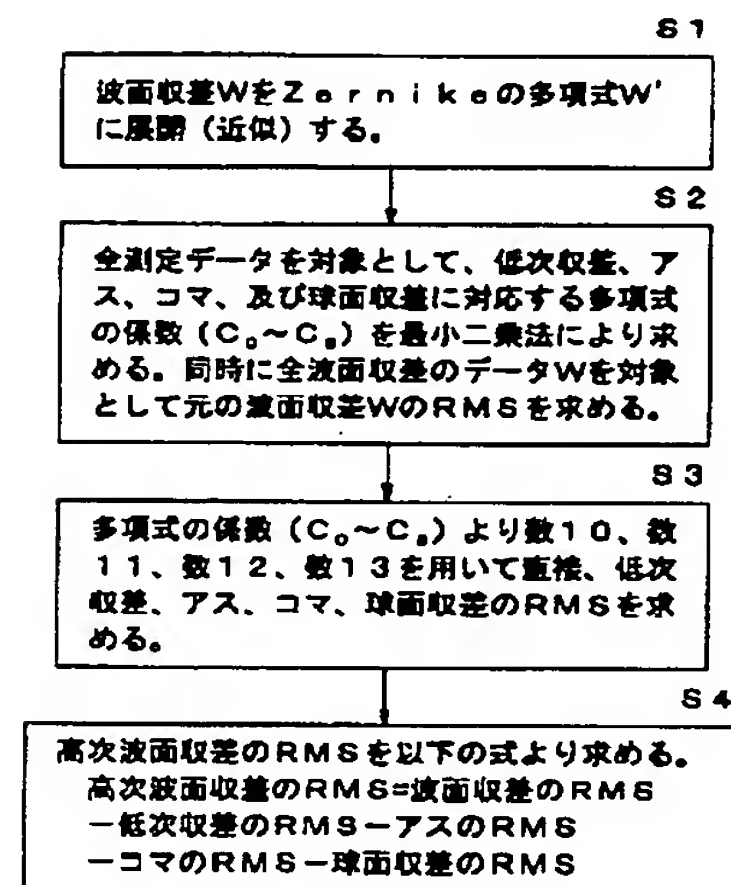 S1
波面収差WをZernikeの多項式W'
に展開（近似）する。
S2
全測定データを対象として、低次収差、ア
ス、コマ、及び球面収差に対応する多項式
の係数（C₀～C₈）を最小二乗法により求
める。同時に全波面収差のデータWを対象
として元の波面収差WのRMSを求める。
S3
多項式の係数（C₀～C₈）より数10、数
11、数12、数13を用いて直接、低次
収差、アス、コマ、球面収差のRMSを求
める。
S4
高次波面収差のRMSを以下の式より求める。
高次波面収差のRMS=波面収差のRMS
－低次収差のRMS－アスのRMS
－コマのRMS－球面収差のRMS